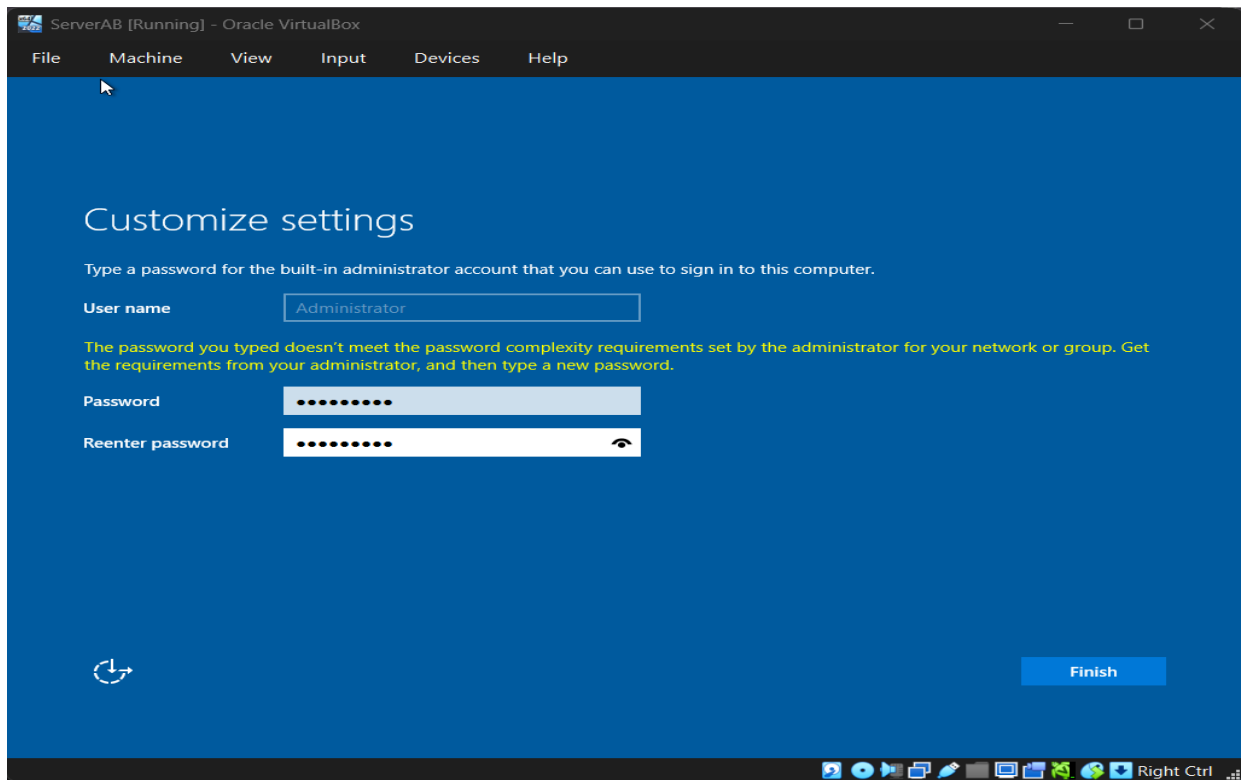 ServerAB [Running] - Oracle VirtualBox
File Machine View Input Devices Help
Customize settings
Type a password for the built-in administrator account that you can use to sign in to this computer.
User name Administrator
The password you typed doesn't meet the password complexity requirements set by the administrator for your network or group. Get
the requirements from your administrator, and then type a new password.
Password •••••••••
Reenter password •••••••••
Finish
Right Ctrl